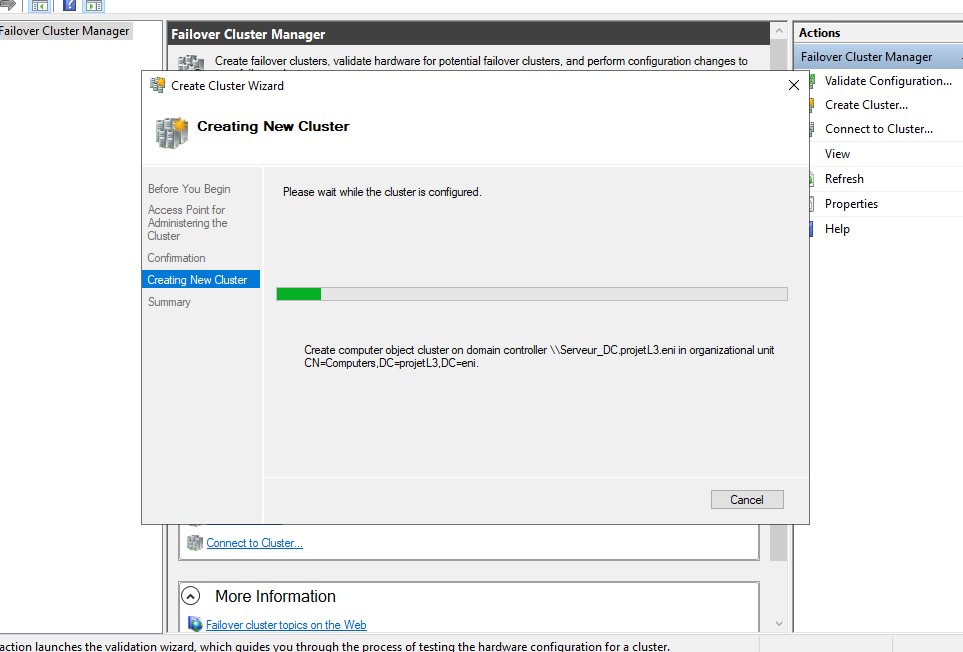 Failover Cluster Manager
Failover Cluster Manager
Create failover clusters, validate hardware for potential failover clusters, and perform configuration changes to
Create Cluster Wizard
Creating New Cluster
Before You Begin
Access Point for
Administering the
Cluster
Confirmation
Creating New Cluster
Summary
Please wait while the cluster is configured.
Create computer object cluster on domain controller \\Serveur_DC.projetL3.eni in organizational unit
CN=Computers,DC=projetL3,DC=eni.
Cancel
Connect to Cluster...
More Information
Failover cluster topics on the Web
Actions
Failover Cluster Manager
Validate Configuration...
Create Cluster...
Connect to Cluster...
View
Refresh
Properties
Help
action launches the validation wizard, which guides you through the process of testing the hardware configuration for a cluster.